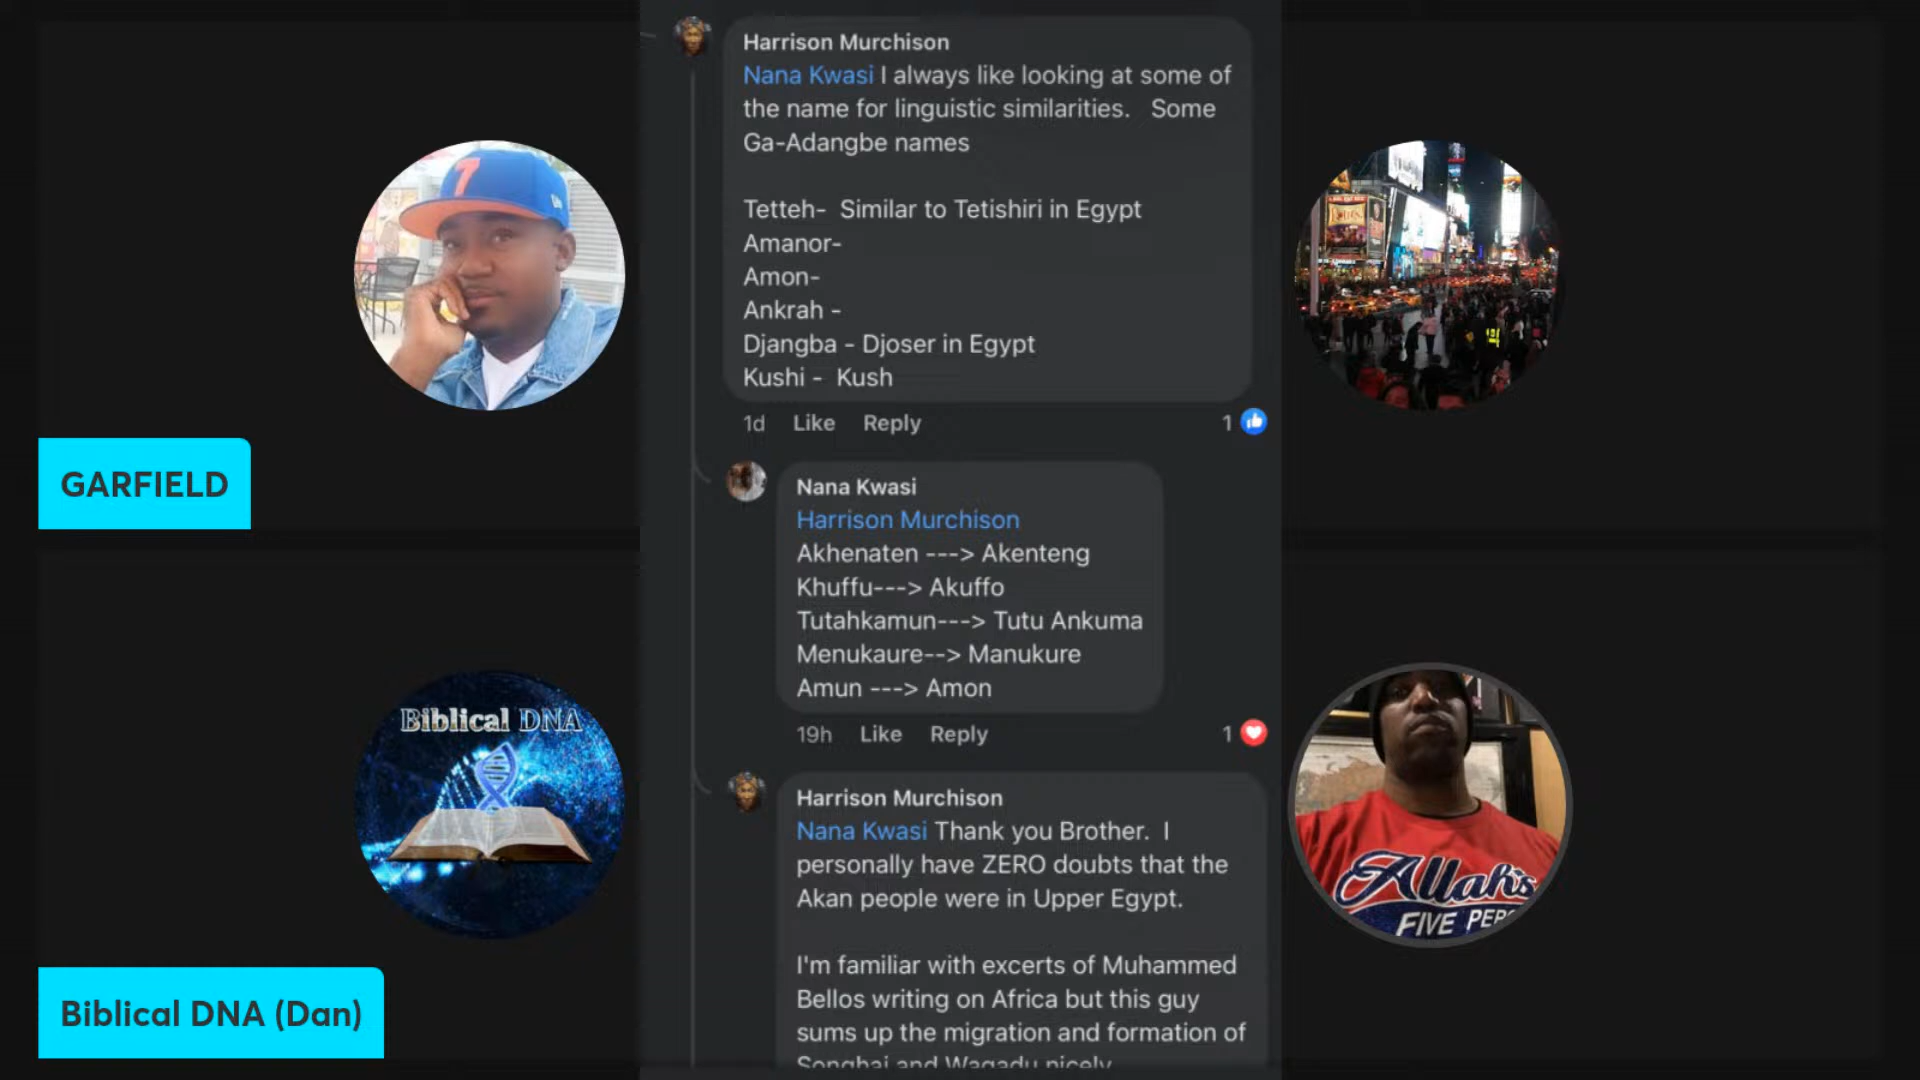 Harrison Murchison
Nana Kwasi I always like looking at some of
the name for linguistic similarities. Some
Ga-Adangbe names
Tetteh- Similar to Tetishiri in Egypt
Amanor-
Amon-
Ankrah -
Djangba - Djoser in Egypt
Kushi - Kush
1d Like Reply 1
Nana Kwasi
Harrison Murchison
Akhenaten ---> Akenteng
Khuffu---> Akuffo
Tutahkamun---> Tutu Ankuma
Menukaure--> Manukure
Amun ---> Amon
19h Like Reply 1
Harrison Murchison
Nana Kwasi Thank you Brother. I
personally have ZERO doubts that the
Akan people were in Upper Egypt.
I'm familiar with excerts of Muhammed
Bellos writing on Africa but this guy
sums up the migration and formation of
Songhai and Wagadu nicely
7
GARFIELD
Biblical DNA
Biblical DNA (Dan)
Allah's
FIVE PER